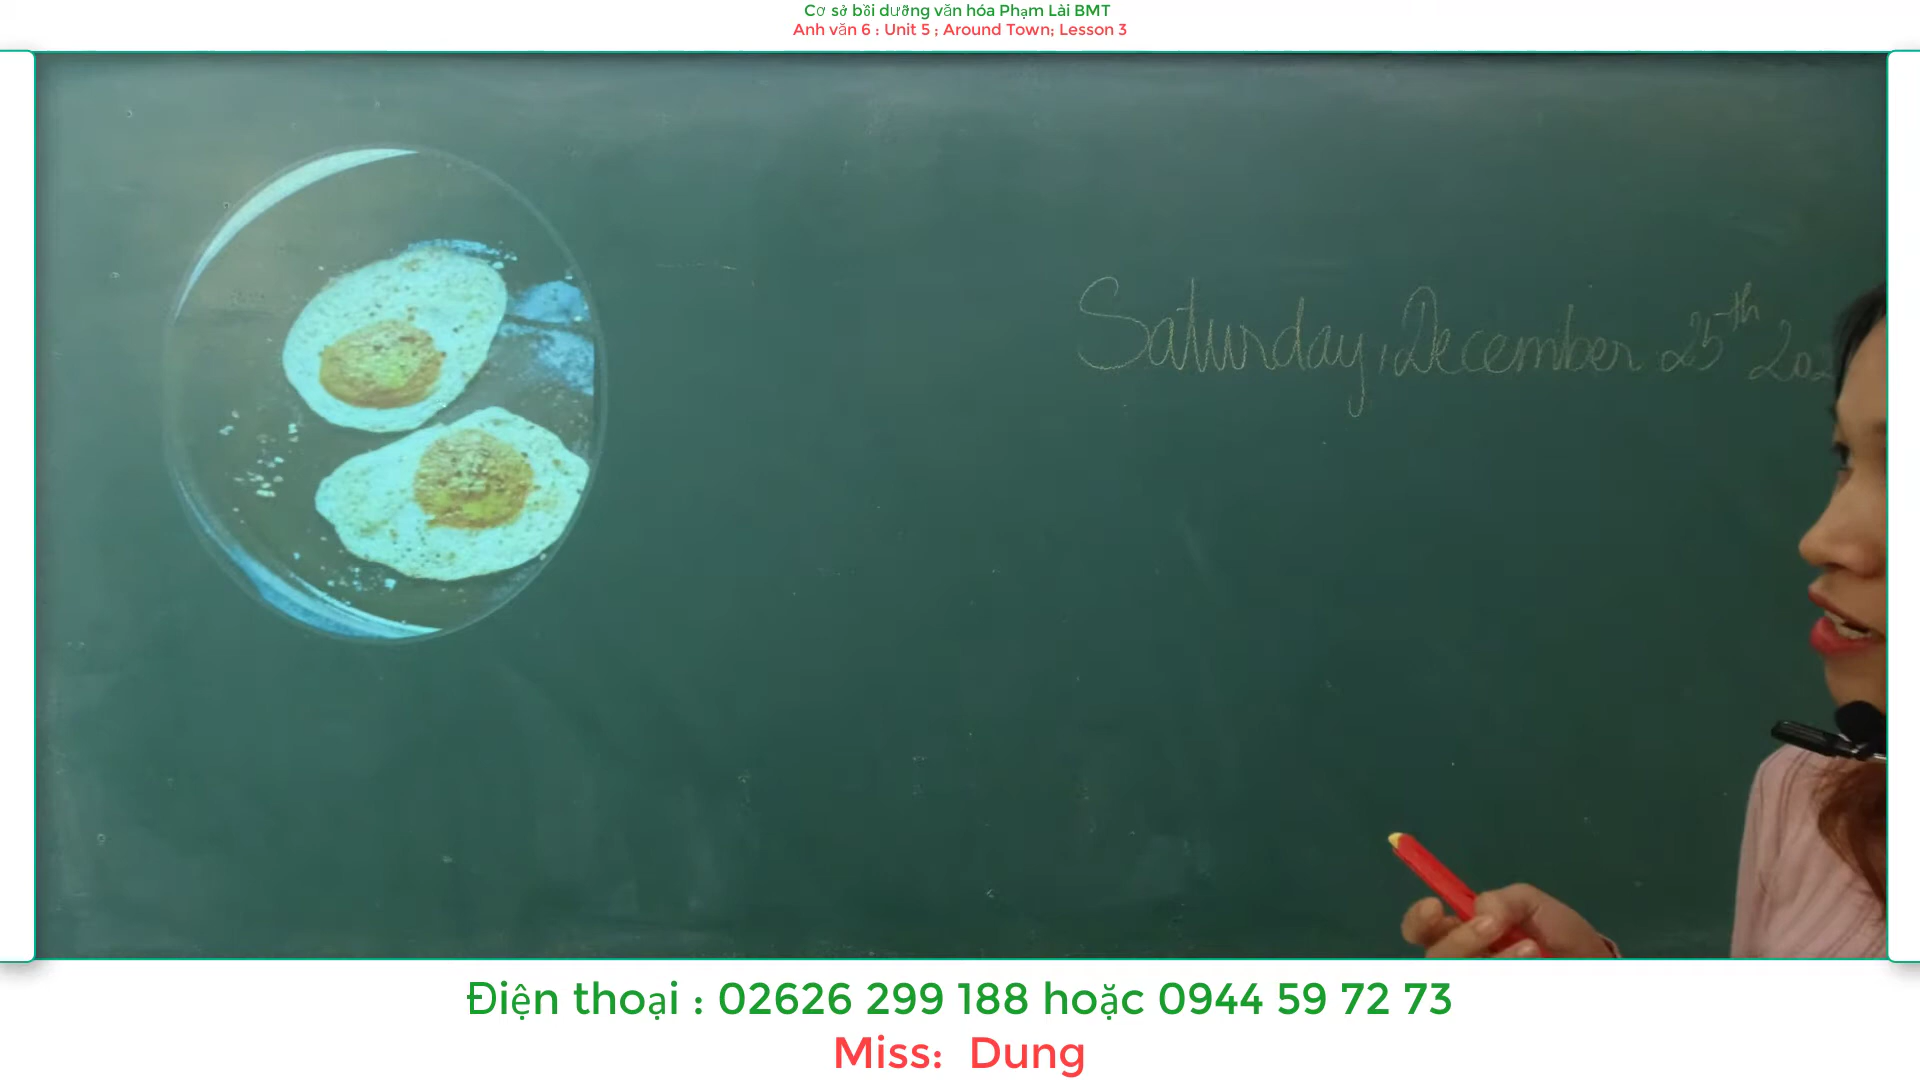 Cơ sở bồi dưỡng văn hóa Phạm Lài BMT
Anh văn 6 : Unit 5 ; Around Town; Lesson 3
Saturday, December 25th
Điện thoại : 02626 299 188 hoặc 0944 59 72 73
Miss: Dung